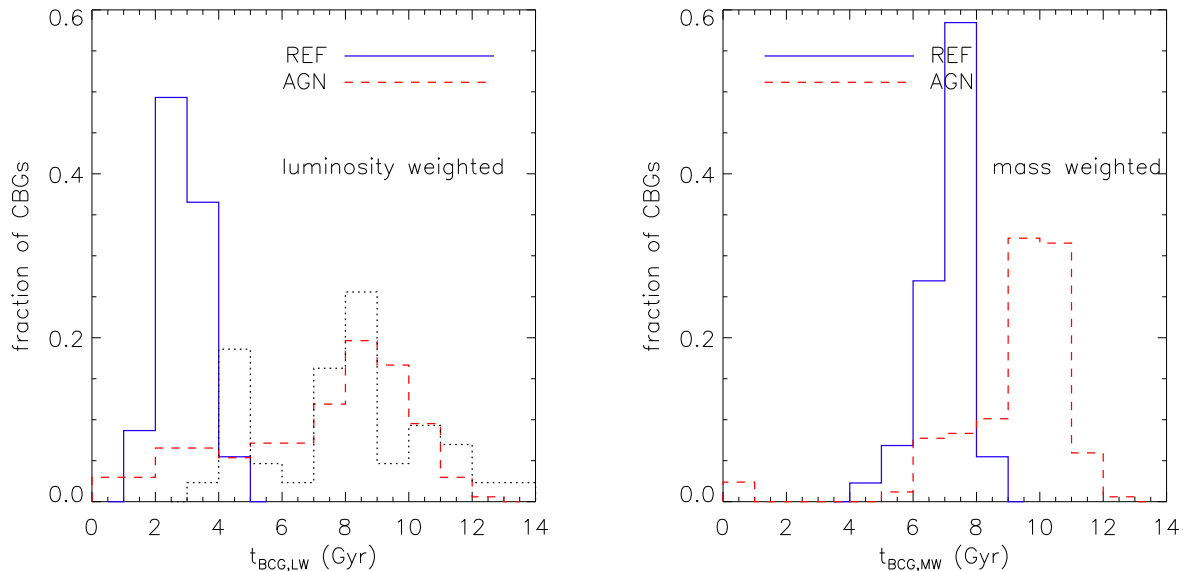 0.6
REF
AGN
luminosity weighted
0.4
fraction of CBGs
0.2
0.0
0 2 4 6 8 10 12 14
t_BCG,LW (Gyr)
0.6
REF
AGN
mass weighted
0.4
fraction of CBGs
0.2
0.0
0 2 4 6 8 10 12 14
t_BCG,MW (Gyr)